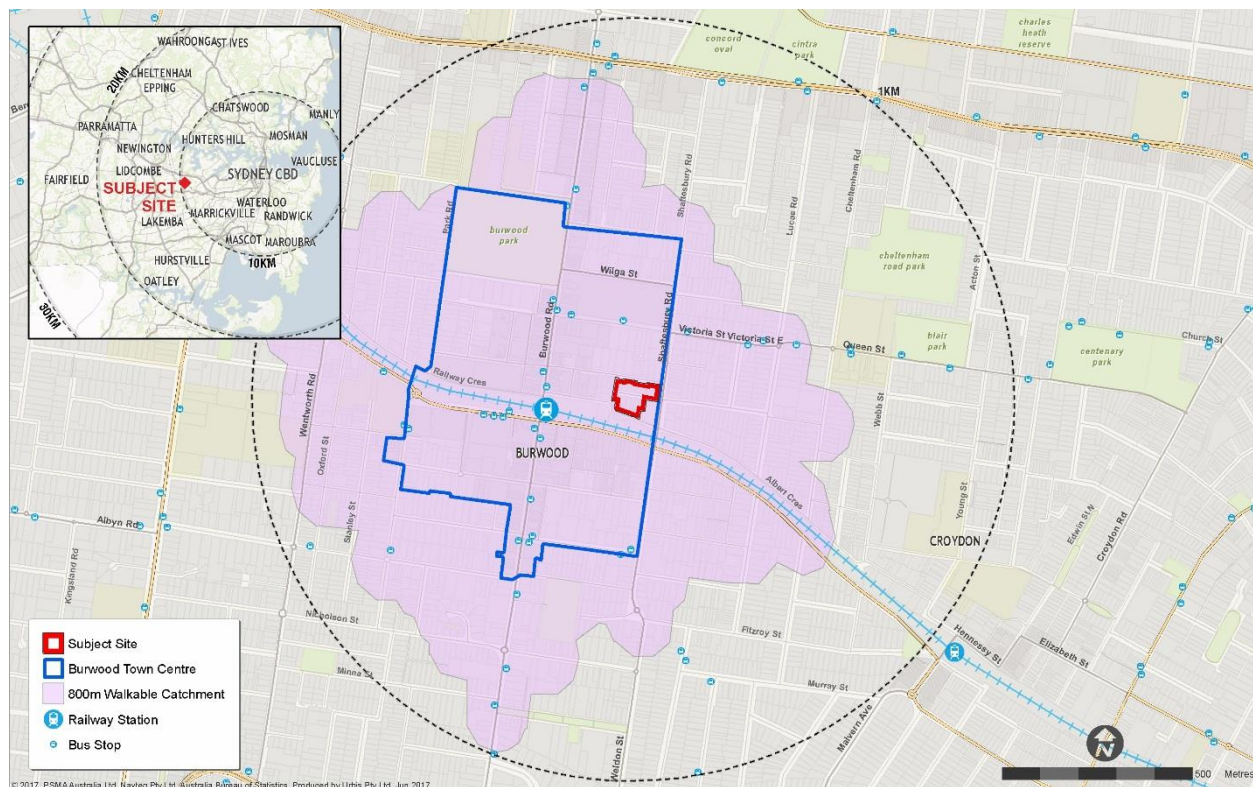 WAHROONGA
ST IVES
20KM
CHELTENHAM
EPPING
CHATSWOOD
MANLY
PARRAMATTA
HUNTERS HILL
MOSMAN
NEWINGTON
VAUCLUSE
LIDCOMBE
SYDNEY CBD
FAIRFIELD
SUBJECT
SITE
WATERLOO
MARRICKVILLE
RANDWICK
LAKEMBA
MASCOT
MAROUBRA
HURSTVILLE
10KM
OATLEY
30KM
concord
oval
cintra
park
charles
heath
reserve
1KM
Park Rd
burwood
park
Shaftesbury Rd
Lucas Rd
Cheltenham Rd
cheltenham
road park
Acton St
Wilga St
Burwood Rd
Shaftesbury Rd
Victoria St
Victoria St E
Queen St
blair
park
centenary
park
Church St
Railway Cres
Wentworth Rd
Oxford St
Webb St
BURWOOD
Albert Cres
Stanley St
Albyn Rd
Young St
Edwin St N
Croydon Rd
CROYDON
Kingsland Rd
Nicholson St
Fitzroy St
Hennessy St
Elizabeth St
Minna St
Murray St
Malvern Ave
Weldon St
Subject Site
Burwood Town Centre
800m Walkable Catchment
Railway Station
Bus Stop
N
500 Metres
© 2017. PSMA Australia Ltd, Navteq Pty Ltd, Australia Bureau of Statistics. Produced by Urbis Pty Ltd, Jun 2017